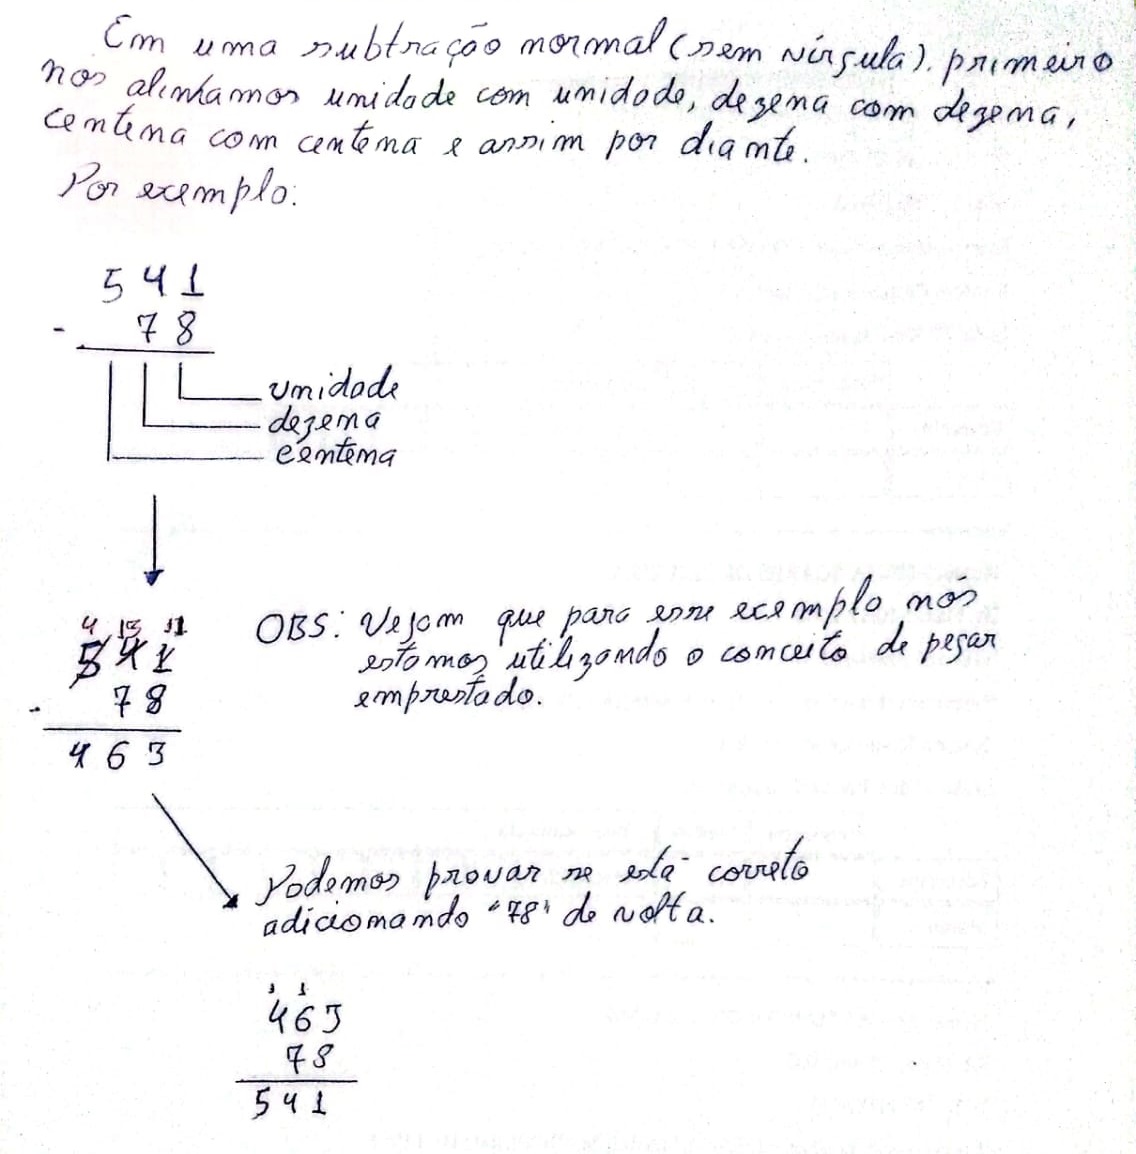 Em uma subtração normal (sem vírgula). primeiro
nos alinhamos unidade com unidade, dezena com dezena,
centena com centena e assim por diante.
Por exemplo:
541
- 78
unidade
dezena
centena
4 13 11
541
- 78
463
OBS: Vejam que para esse exemplo nós
estamos utilizando o conceito de pegar
emprestado.
Podemos provar se está correto
adicionando "78" de volta.
1 1
463
78
541